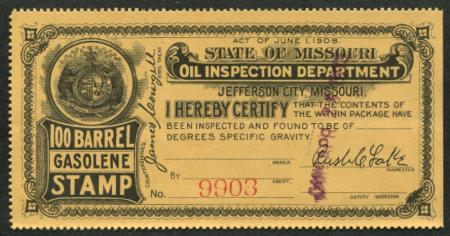 ACT OF JUNE 1, 1909.
STATE OF MISSOURI
OIL INSPECTION DEPARTMENT
JEFFERSON CITY, MISSOURI.
I HEREBY CERTIFY THAT THE CONTENTS OF
THE WITHIN PACKAGE HAVE
BEEN INSPECTED AND FOUND TO BE OF
DEGREES SPECIFIC GRAVITY.
OWNER.
INSPECTOR.
By
AGENT.
DEPUTY INSPECTOR.
No. 9903
100 BARREL
GASOLENE
STAMP
COUNTERSIGNED
James